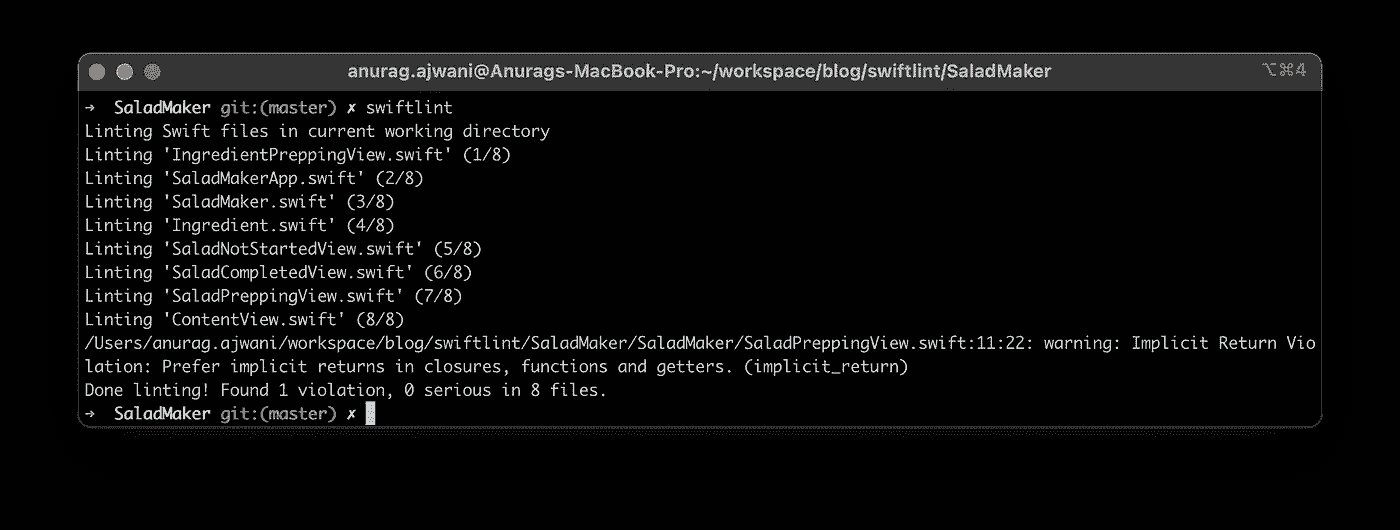 anurag.ajwani@Anurags-MacBook-Pro:~/workspace/blog/swiftlint/SaladMaker ⌥⌘4
→ SaladMaker git:(master) ✗ swiftlint
Linting Swift files in current working directory
Linting 'IngredientPreppingView.swift' (1/8)
Linting 'SaladMakerApp.swift' (2/8)
Linting 'SaladMaker.swift' (3/8)
Linting 'Ingredient.swift' (4/8)
Linting 'SaladNotStartedView.swift' (5/8)
Linting 'SaladCompletedView.swift' (6/8)
Linting 'SaladPreppingView.swift' (7/8)
Linting 'ContentView.swift' (8/8)
/Users/anurag.ajwani/workspace/blog/swiftlint/SaladMaker/SaladMaker/SaladPreppingView.swift:11:22: warning: Implicit Return Vio
lation: Prefer implicit returns in closures, functions and getters. (implicit_return)
Done linting! Found 1 violation, 0 serious in 8 files.
→ SaladMaker git:(master) ✗